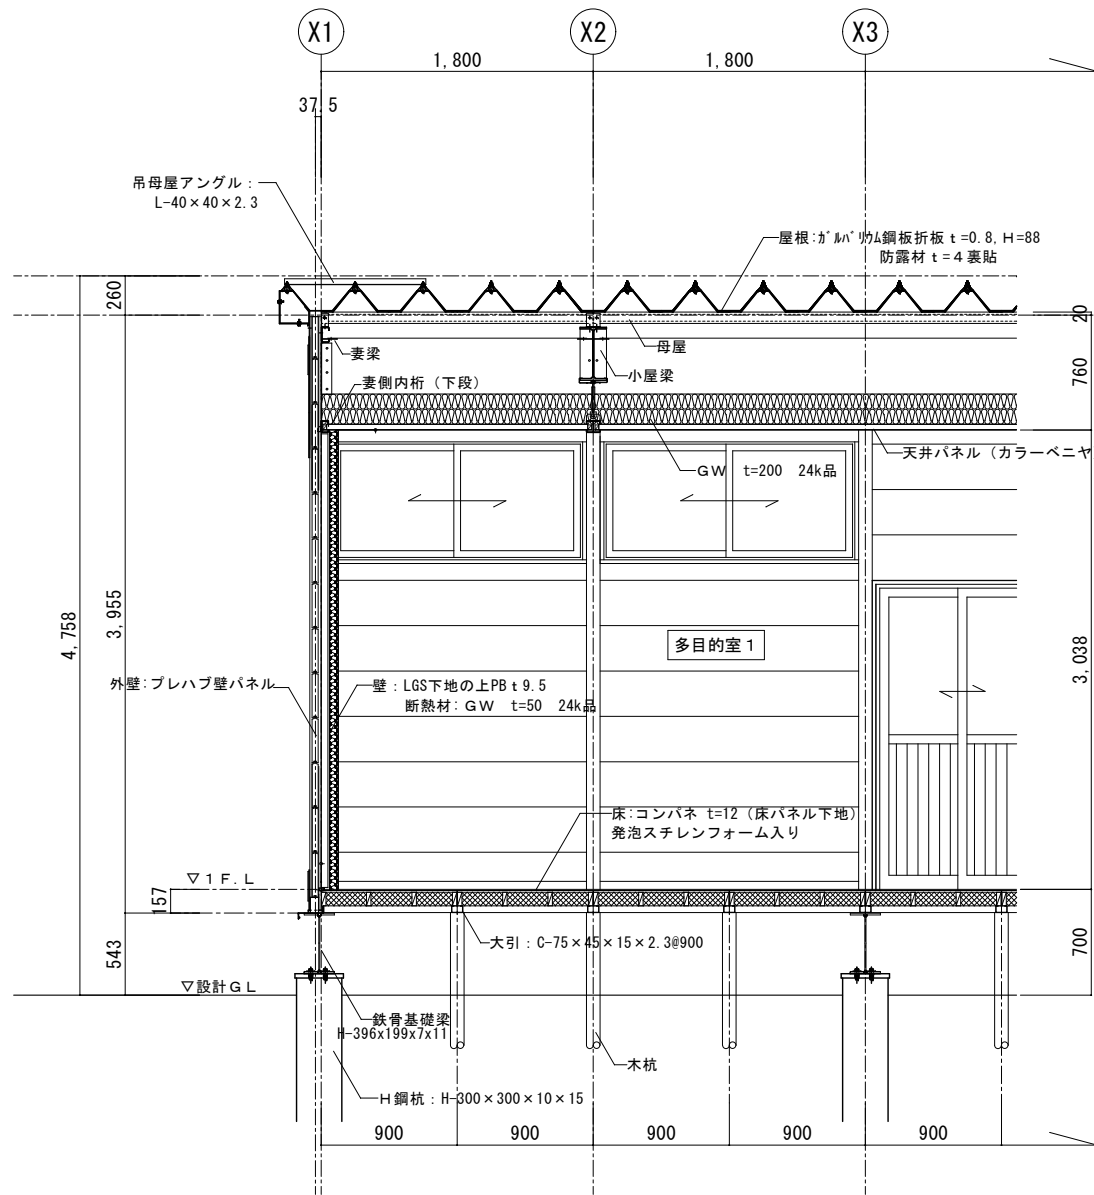 X1
X2
X3
1,800
1,800
37.5
吊母屋アングル：
L-40×40×2.3
屋根:ｶﾞﾙﾊﾞﾘｳﾑ鋼板折板 t=0.8, H=88
防露材 t=4 裏貼
260
20
母屋
妻梁
760
小屋梁
妻側内桁（下段）
天井パネル（カラーベニヤ
GW t=200 24k品
4,758
3,955
多目的室1
3,038
外壁:プレハブ壁パネル
壁：LGS下地の上PB t 9.5
断熱材: GW t=50 24k品
床:コンパネ t=12（床パネル下地）
発泡スチレンフォーム入り
▽1F.L
157
大引：C-75×45×15×2.3@900
543
700
▽設計GL
鉄骨基礎梁
H-396x199x7x11
木杭
H鋼杭：H-300×300×10×15
900
900
900
900
900